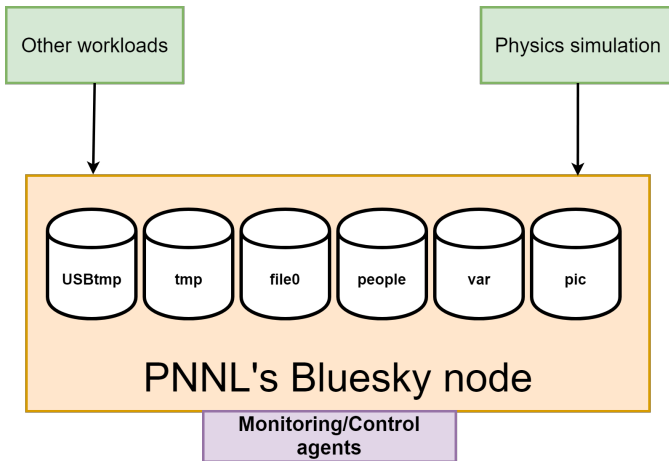 Other workloads
Physics simulation
USBtmp
tmp
file0
people
var
pic
PNNL's Bluesky node
Monitoring/Control
agents